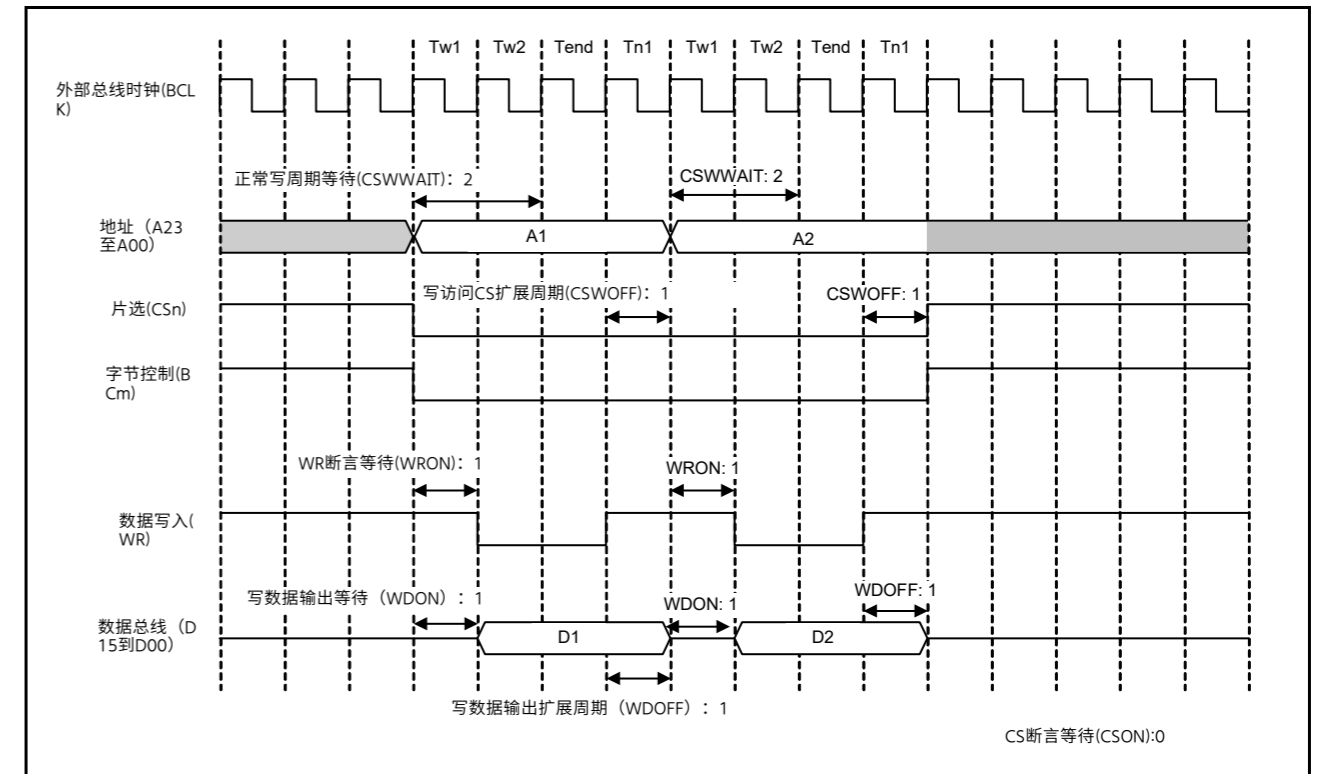 Tw1 Tw2 Tend Tn1 Tw1 Tw2 Tend Tn1
外部总线时钟(BCL
K)
正常写周期等待(CSWWAIT)：2
CSWWAIT: 2
地址（A23
至A00）
A1
A2
写访问CS扩展周期(CSWOFF)：1
CSWOFF: 1
片选(CSn)
字节控制(B
Cm)
WR断言等待(WRON)：1
WRON: 1
数据写入(
WR)
写数据输出等待（WDON）：1
WDON: 1
WDOFF: 1
数据总线（D
15到D00）
D1
D2
写数据输出扩展周期（WDOFF）：1
CS断言等待(CSON):0